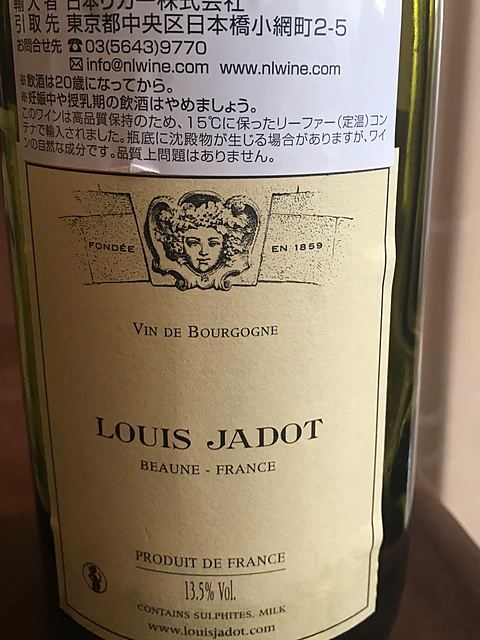 輸入者 日本リカー株式会社
引取先 東京都中央区日本橋小網町2-5
お問合せ先 ☎03(5643)9770
✉info@nlwine.com www.nlwine.com
※飲酒は20歳になってから。
※妊娠中や授乳期の飲酒はやめましょう。
このワインは高品質保持のため、15℃に保ったリーファー(定温)コン
テナで輸入されました。瓶底に沈殿物が生じる場合がありますが、ワイ
ンの自然な成分です。品質上問題はありません。
FONDÉE EN 1859
VIN DE BOURGOGNE
LOUIS JADOT
BEAUNE - FRANCE
PRODUIT DE FRANCE
13.5% Vol.
CONTAINS SULPHITES, MILK
www.louisjadot.com